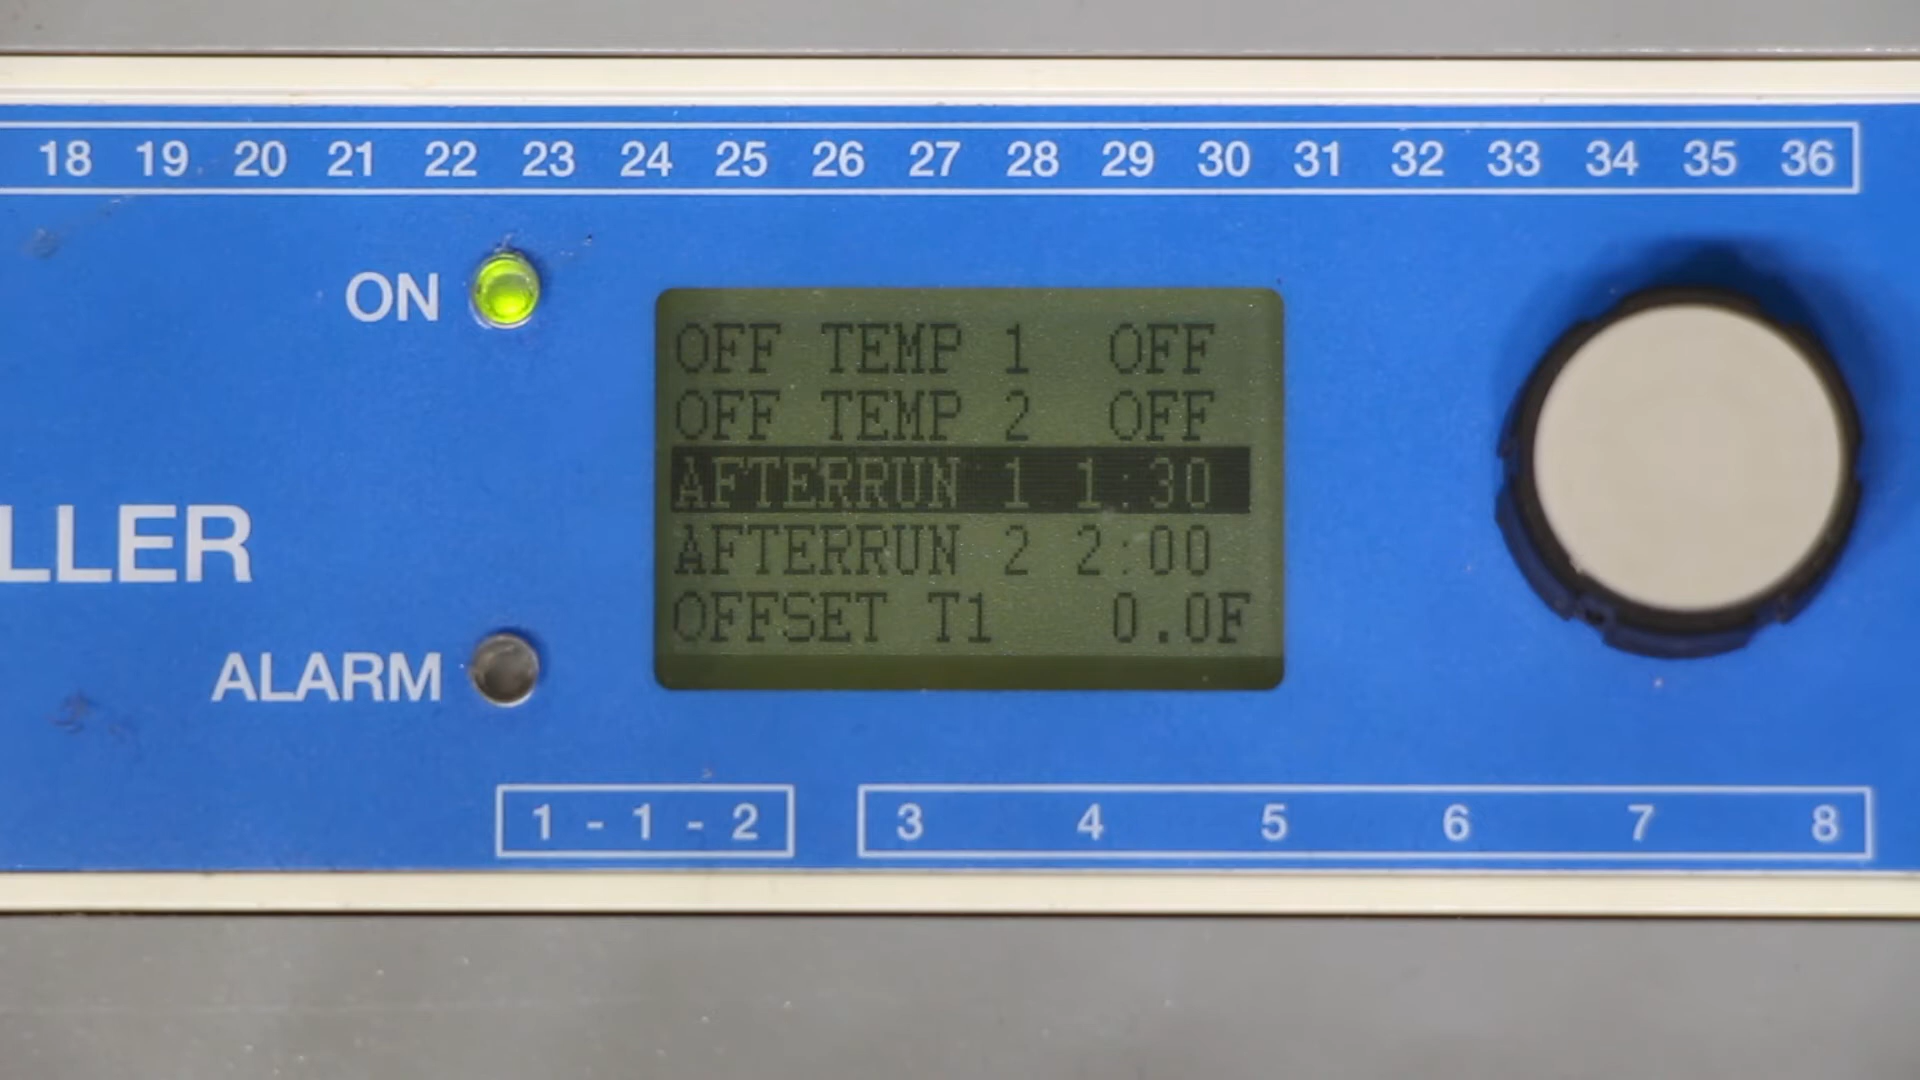 18 19 20 21 22 23 24 25 26 27 28 29 30 31 32 33 34 35 36
ON
OFF TEMP 1 OFF
OFF TEMP 2 OFF
AFTERRUN 1 1:30
AFTERRUN 2 2:00
OFFSET T1 0.0F
LLER
ALARM
1 - 1 - 2
3 4 5 6 7 8